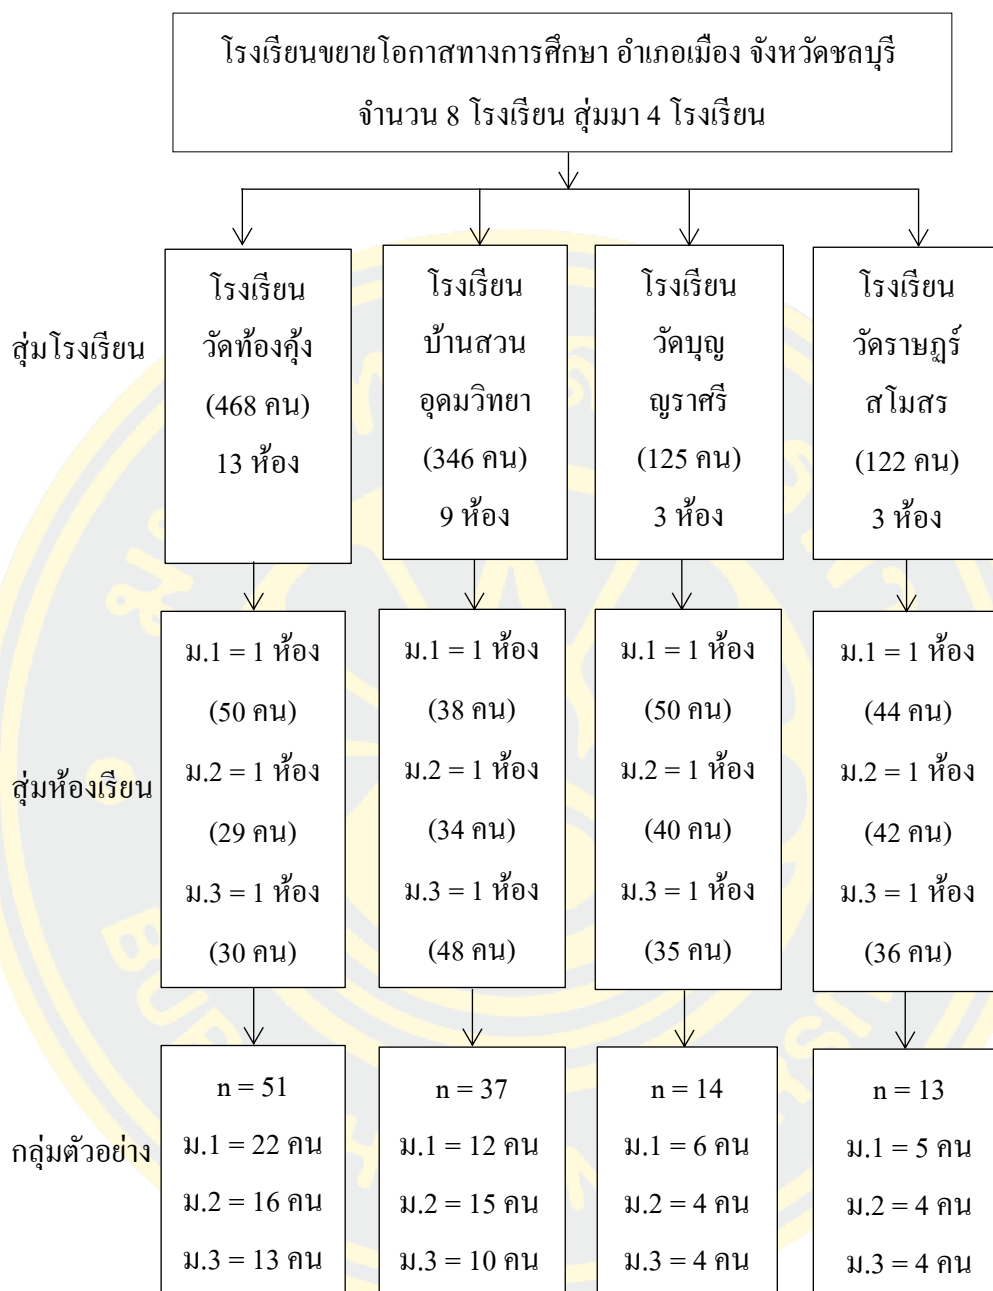 โรงเรียนขยายโอกาสทางการศึกษา อำเภอเมือง จังหวัดชลบุรี
จำนวน 8 โรงเรียน สุ่มมา 4 โรงเรียน
สุ่มโรงเรียน
โรงเรียน
วัดท้องคุ้ง
(468 คน)
13 ห้อง
โรงเรียน
บ้านสวน
อุดมวิทยา
(346 คน)
9 ห้อง
โรงเรียน
วัดบุญ
ญราศรี
(125 คน)
3 ห้อง
โรงเรียน
วัดราษฎร์
สโมสร
(122 คน)
3 ห้อง
สุ่มห้องเรียน
ม.1 = 1 ห้อง
(50 คน)
ม.2 = 1 ห้อง
(29 คน)
ม.3 = 1 ห้อง
(30 คน)
ม.1 = 1 ห้อง
(38 คน)
ม.2 = 1 ห้อง
(34 คน)
ม.3 = 1 ห้อง
(48 คน)
ม.1 = 1 ห้อง
(50 คน)
ม.2 = 1 ห้อง
(40 คน)
ม.3 = 1 ห้อง
(35 คน)
ม.1 = 1 ห้อง
(44 คน)
ม.2 = 1 ห้อง
(42 คน)
ม.3 = 1 ห้อง
(36 คน)
กลุ่มตัวอย่าง
n = 51
ม.1 = 22 คน
ม.2 = 16 คน
ม.3 = 13 คน
n = 37
ม.1 = 12 คน
ม.2 = 15 คน
ม.3 = 10 คน
n = 14
ม.1 = 6 คน
ม.2 = 4 คน
ม.3 = 4 คน
n = 13
ม.1 = 5 คน
ม.2 = 4 คน
ม.3 = 4 คน